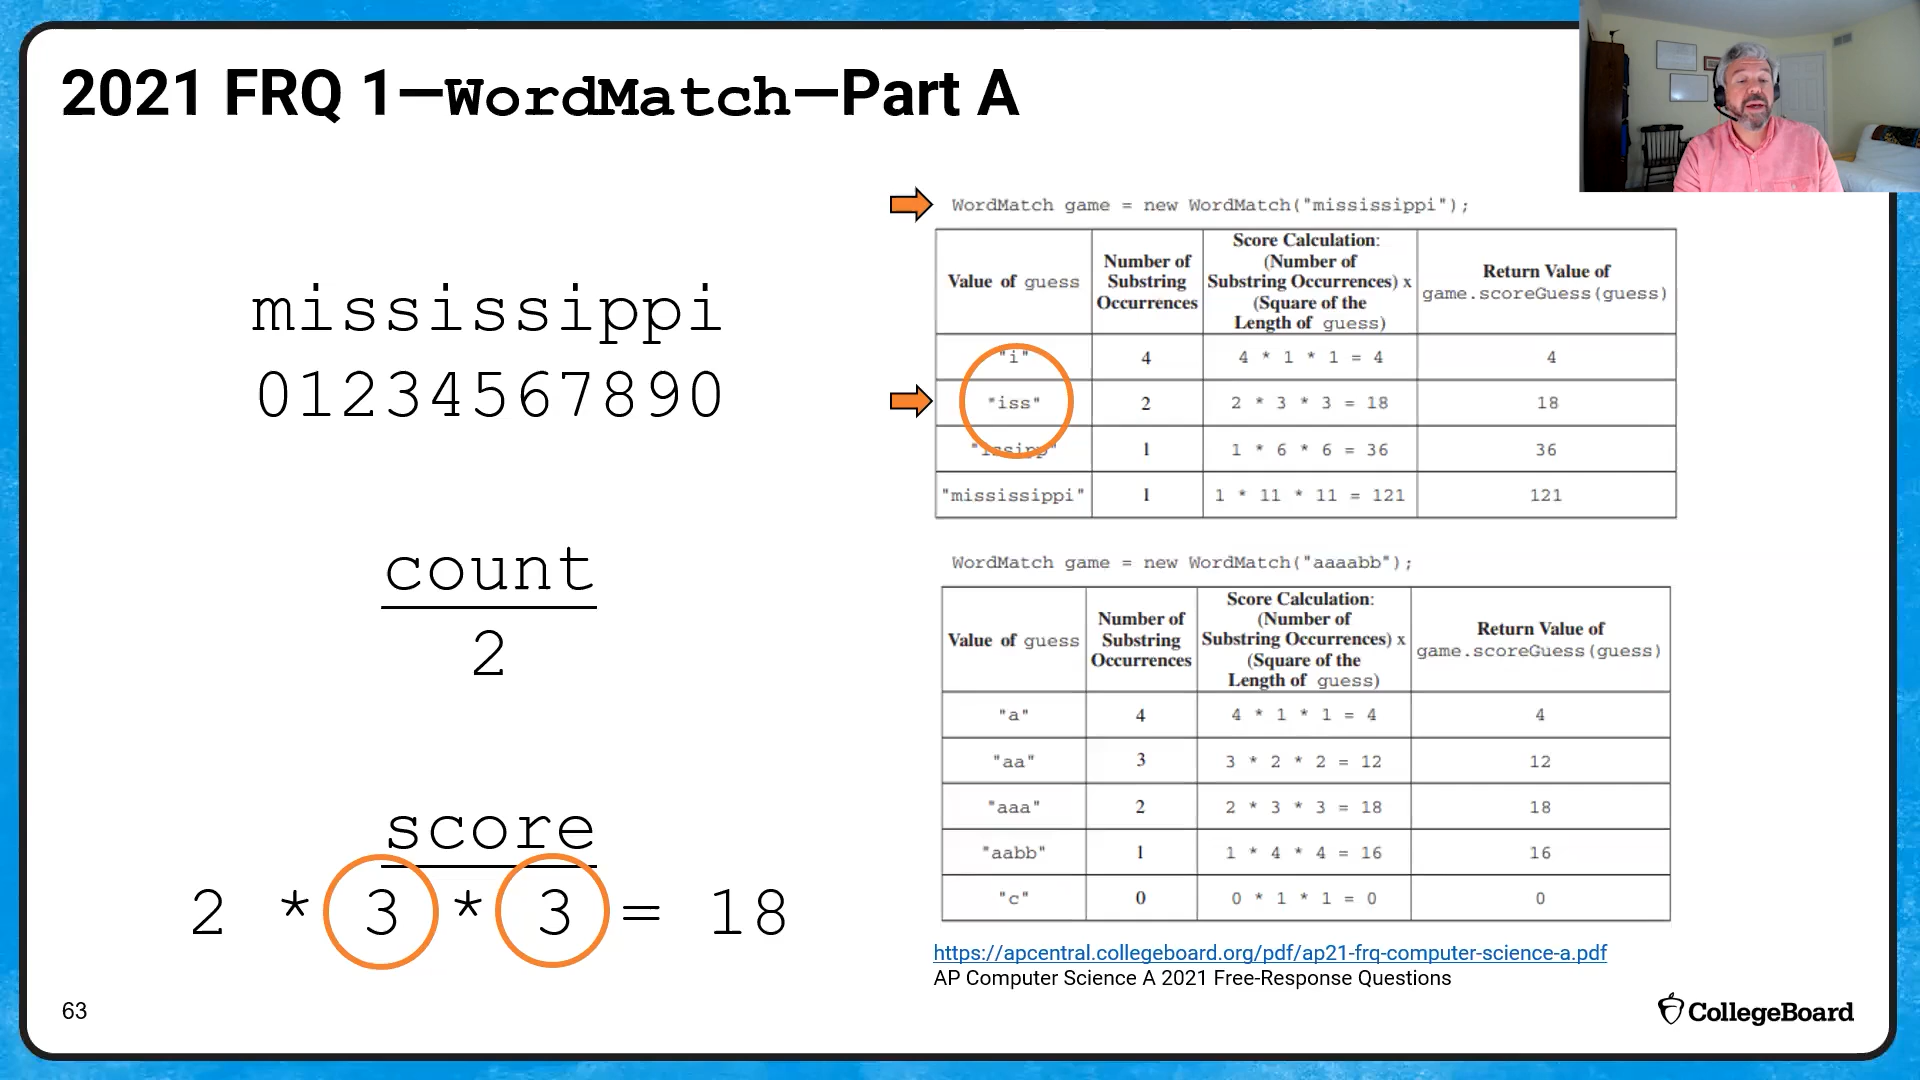 2021 FRQ 1—WordMatch—Part A
mississippi
01234567890
count
2
score
2 * 3 * 3 = 18
WordMatch game = new WordMatch("mississippi");
Value of guess
Number of
Substring
Occurrences
Score Calculation:
(Number of
Substring Occurrences) x
(Square of the
Length of guess)
Return Value of
game.scoreGuess(guess)
"i" 4 4 * 1 * 1 = 4 4
"iss" 2 2 * 3 * 3 = 18 18
"issipp" 1 1 * 6 * 6 = 36 36
"mississippi" 1 1 * 11 * 11 = 121 121
WordMatch game = new WordMatch("aaaabb");
Value of guess
Number of
Substring
Occurrences
Score Calculation:
(Number of
Substring Occurrences) x
(Square of the
Length of guess)
Return Value of
game.scoreGuess(guess)
"a" 4 4 * 1 * 1 = 4 4
"aa" 3 3 * 2 * 2 = 12 12
"aaa" 2 2 * 3 * 3 = 18 18
"aabb" 1 1 * 4 * 4 = 16 16
"c" 0 0 * 1 * 1 = 0 0
https://apcentral.collegeboard.org/pdf/ap21-frq-computer-science-a.pdf
AP Computer Science A 2021 Free-Response Questions
63
CollegeBoard